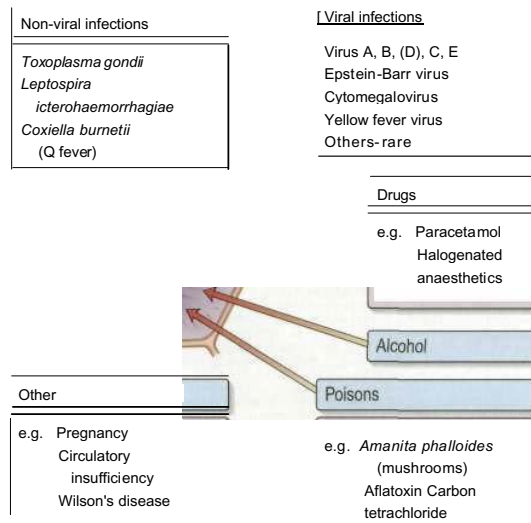 Non-viral infections
Toxoplasma gondii
Leptospira
icterohaemorrhagiae
Coxiella burnetii
(Q fever)
[ Viral infections
Virus A, B, (D), C, E
Epstein-Barr virus
Cytomegalovirus
Yellow fever virus
Others-rare
Drugs
e.g. Paracetamol
Halogenated
anaesthetics
Alcohol
Other
e.g. Pregnancy
Circulatory
insufficiency
Wilson's disease
Poisons
e.g. Amanita phalloides
(mushrooms)
Aflatoxin Carbon
tetrachloride